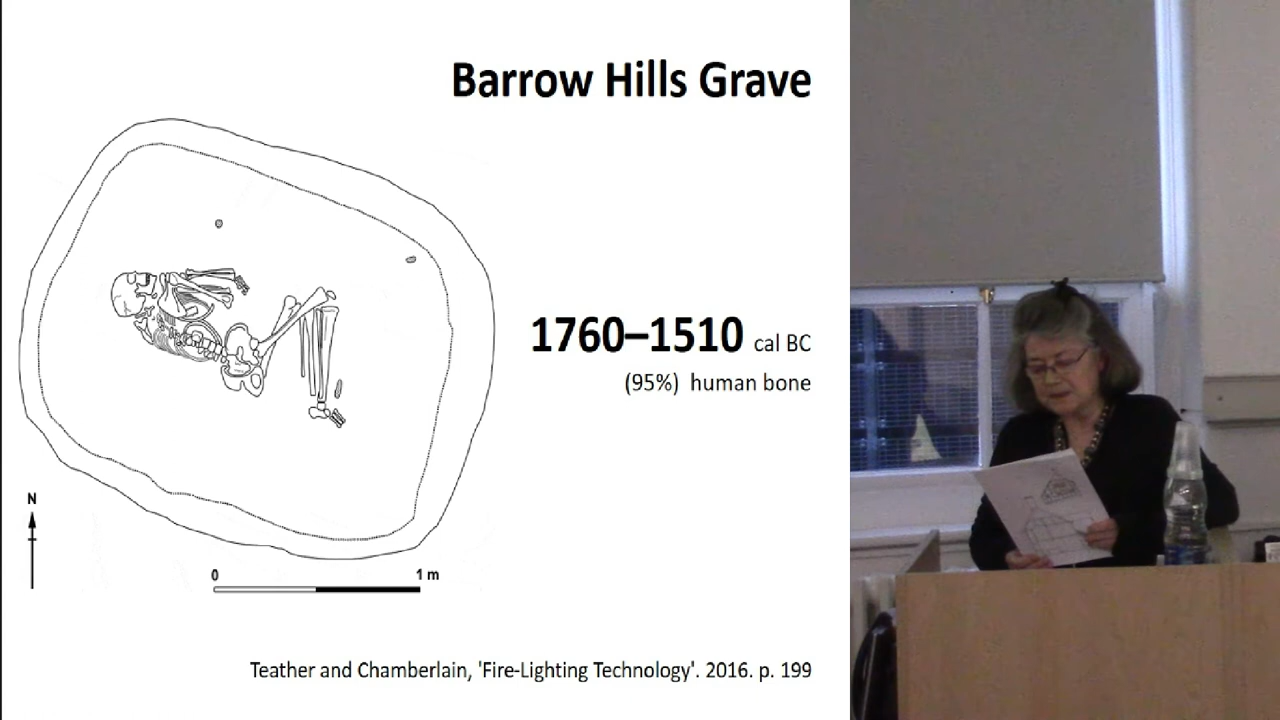 Barrow Hills Grave
1760–1510 cal BC
(95%) human bone
N
0 1 m
Teather and Chamberlain, 'Fire-Lighting Technology'. 2016. p. 199